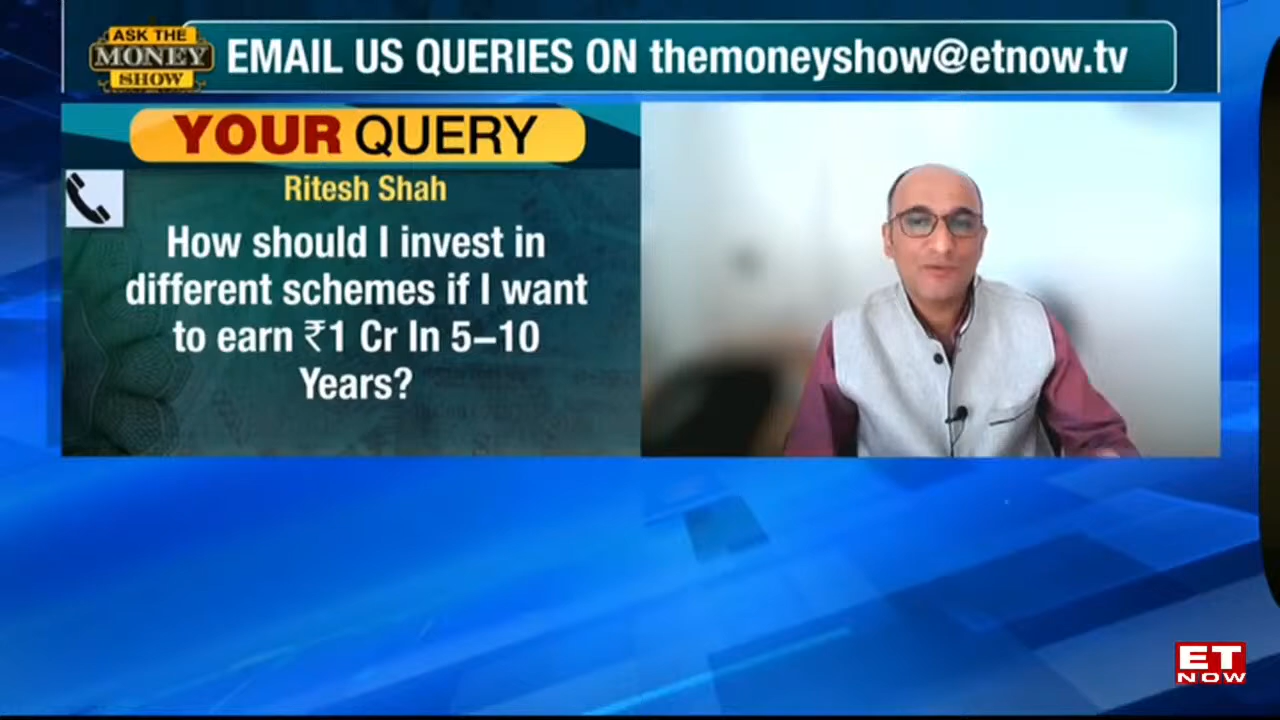 ASK THE
MONEY
SHOW
EMAIL US QUERIES ON themoneyshow@etnow.tv
YOUR QUERY
Ritesh Shah
How should I invest in
different schemes if I want
to earn ₹1 Cr In 5–10
Years?
ET
NOW